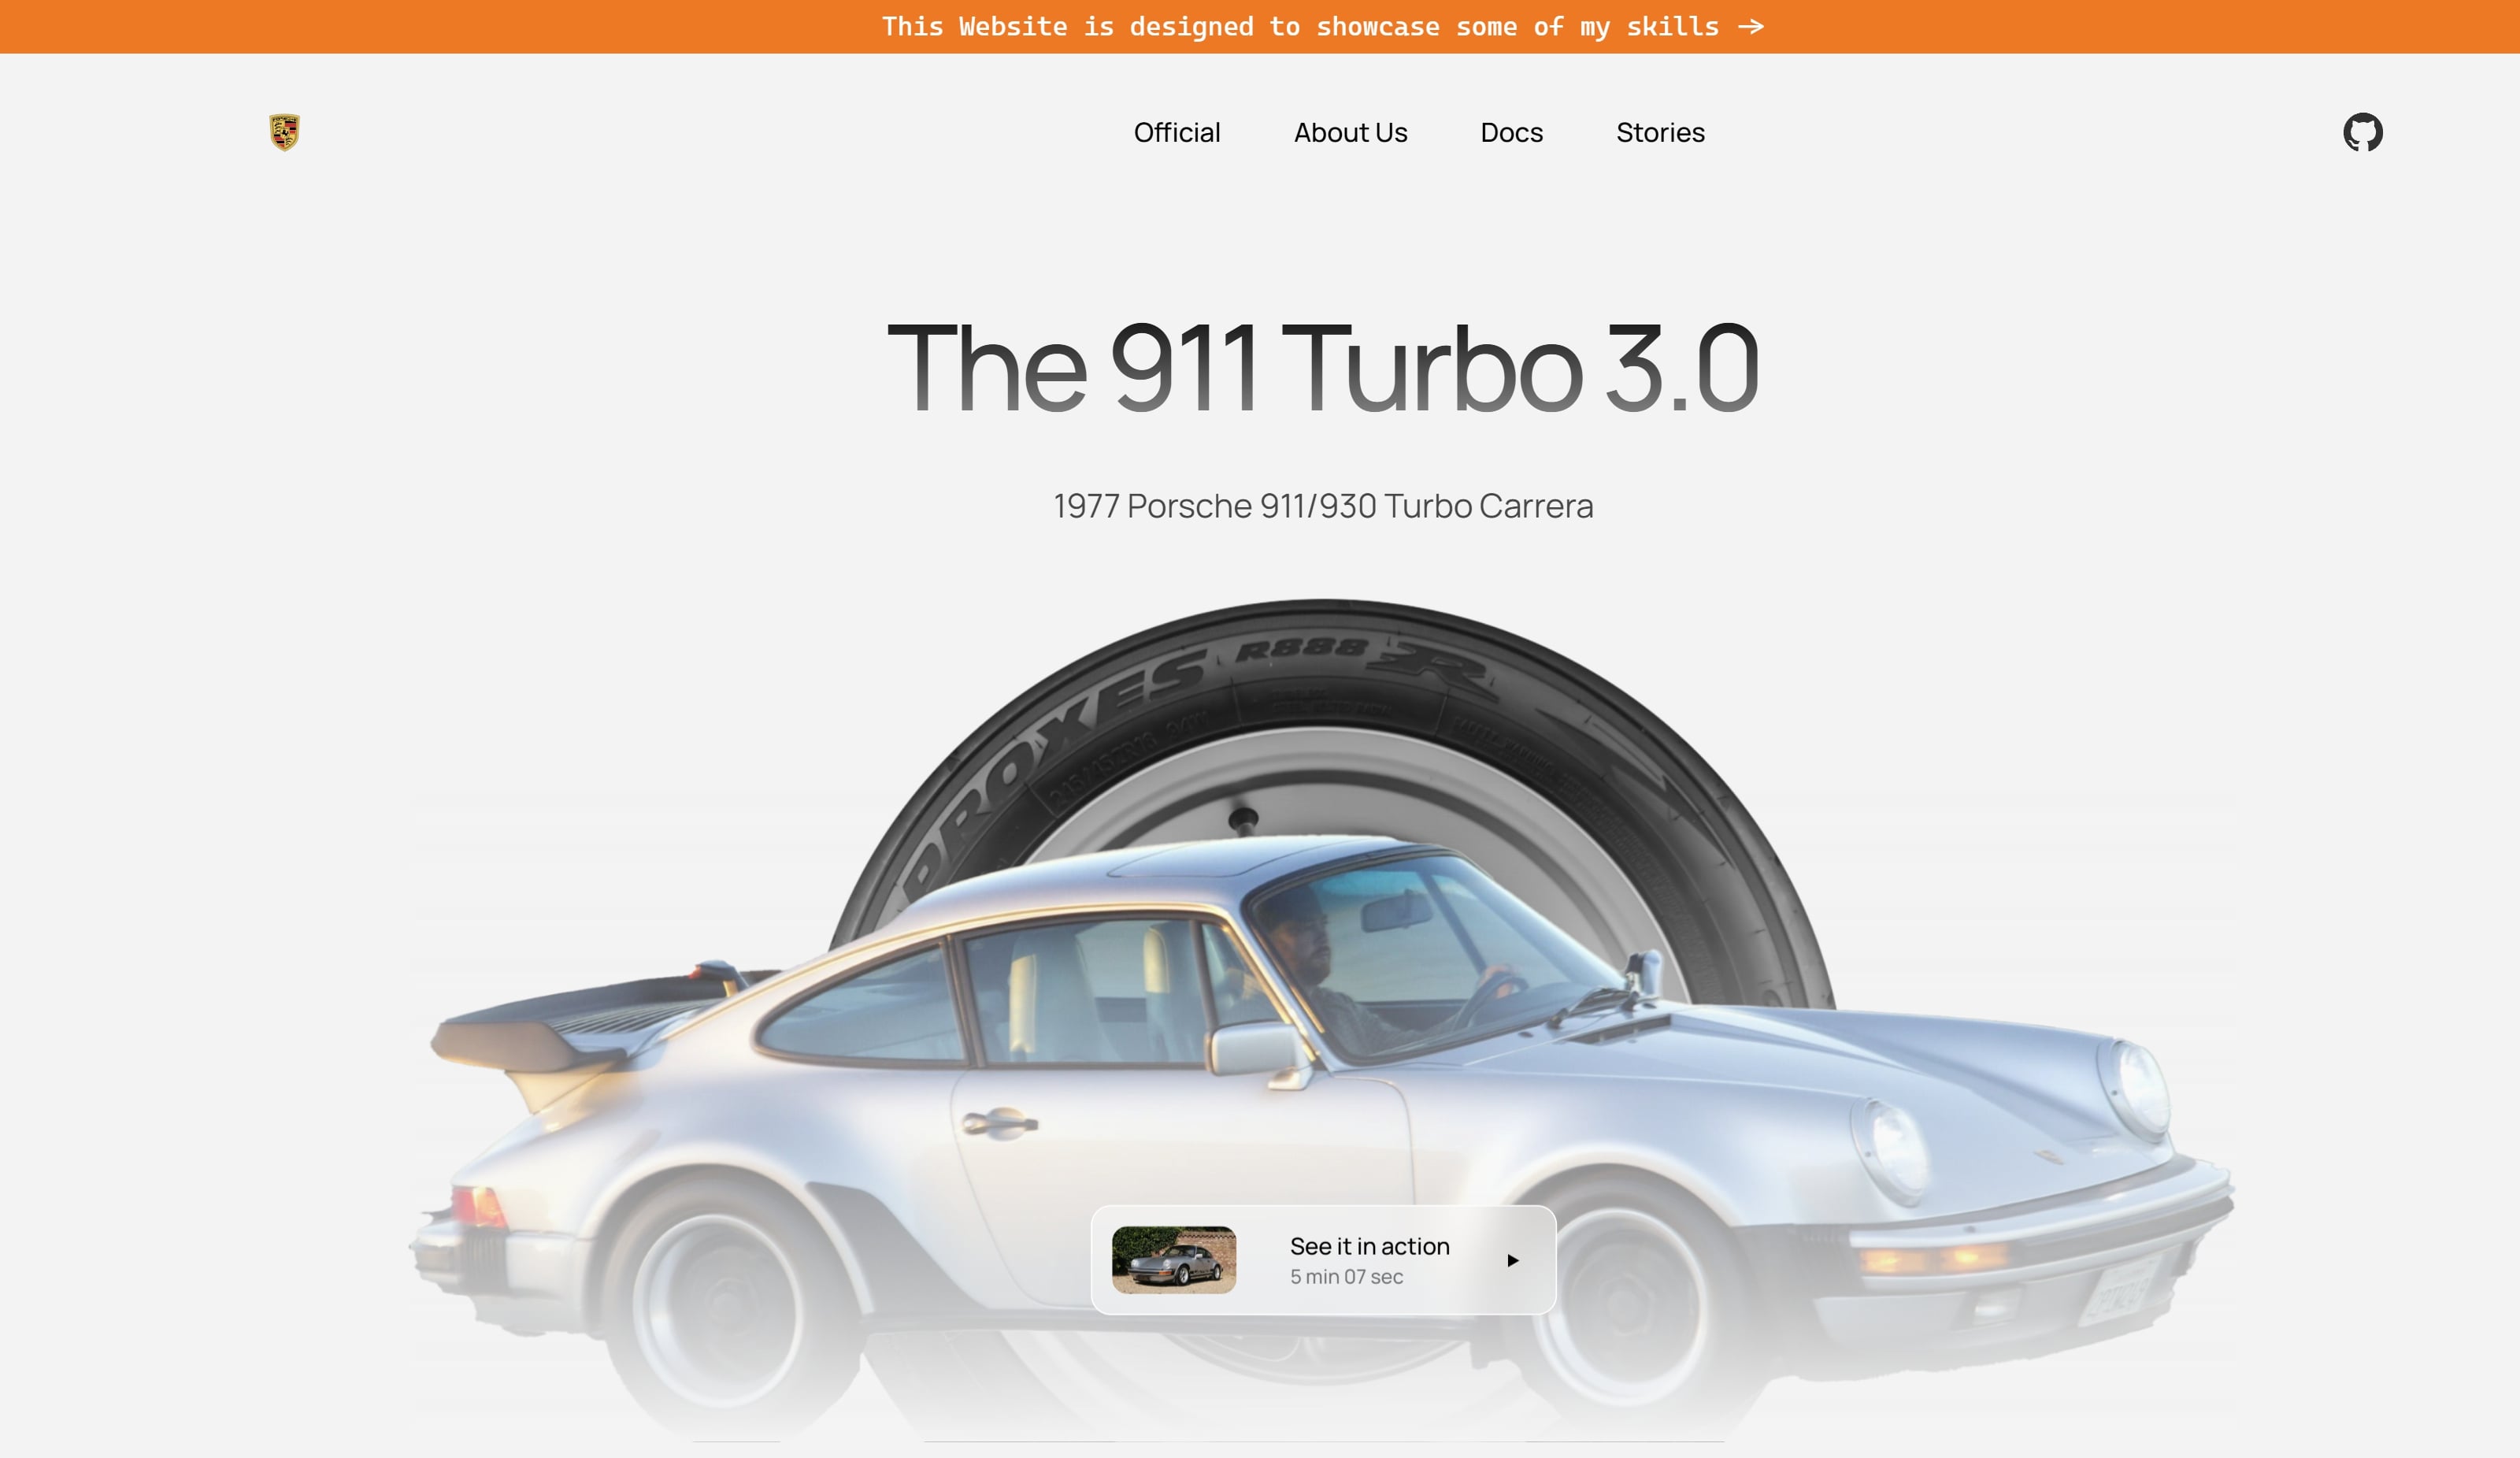 This Website is designed to showcase some of my skills →
Official About Us Docs Stories
The 911 Turbo 3.0
1977 Porsche 911/930 Turbo Carrera
PROXES R888 R
See it in action
5 min 07 sec